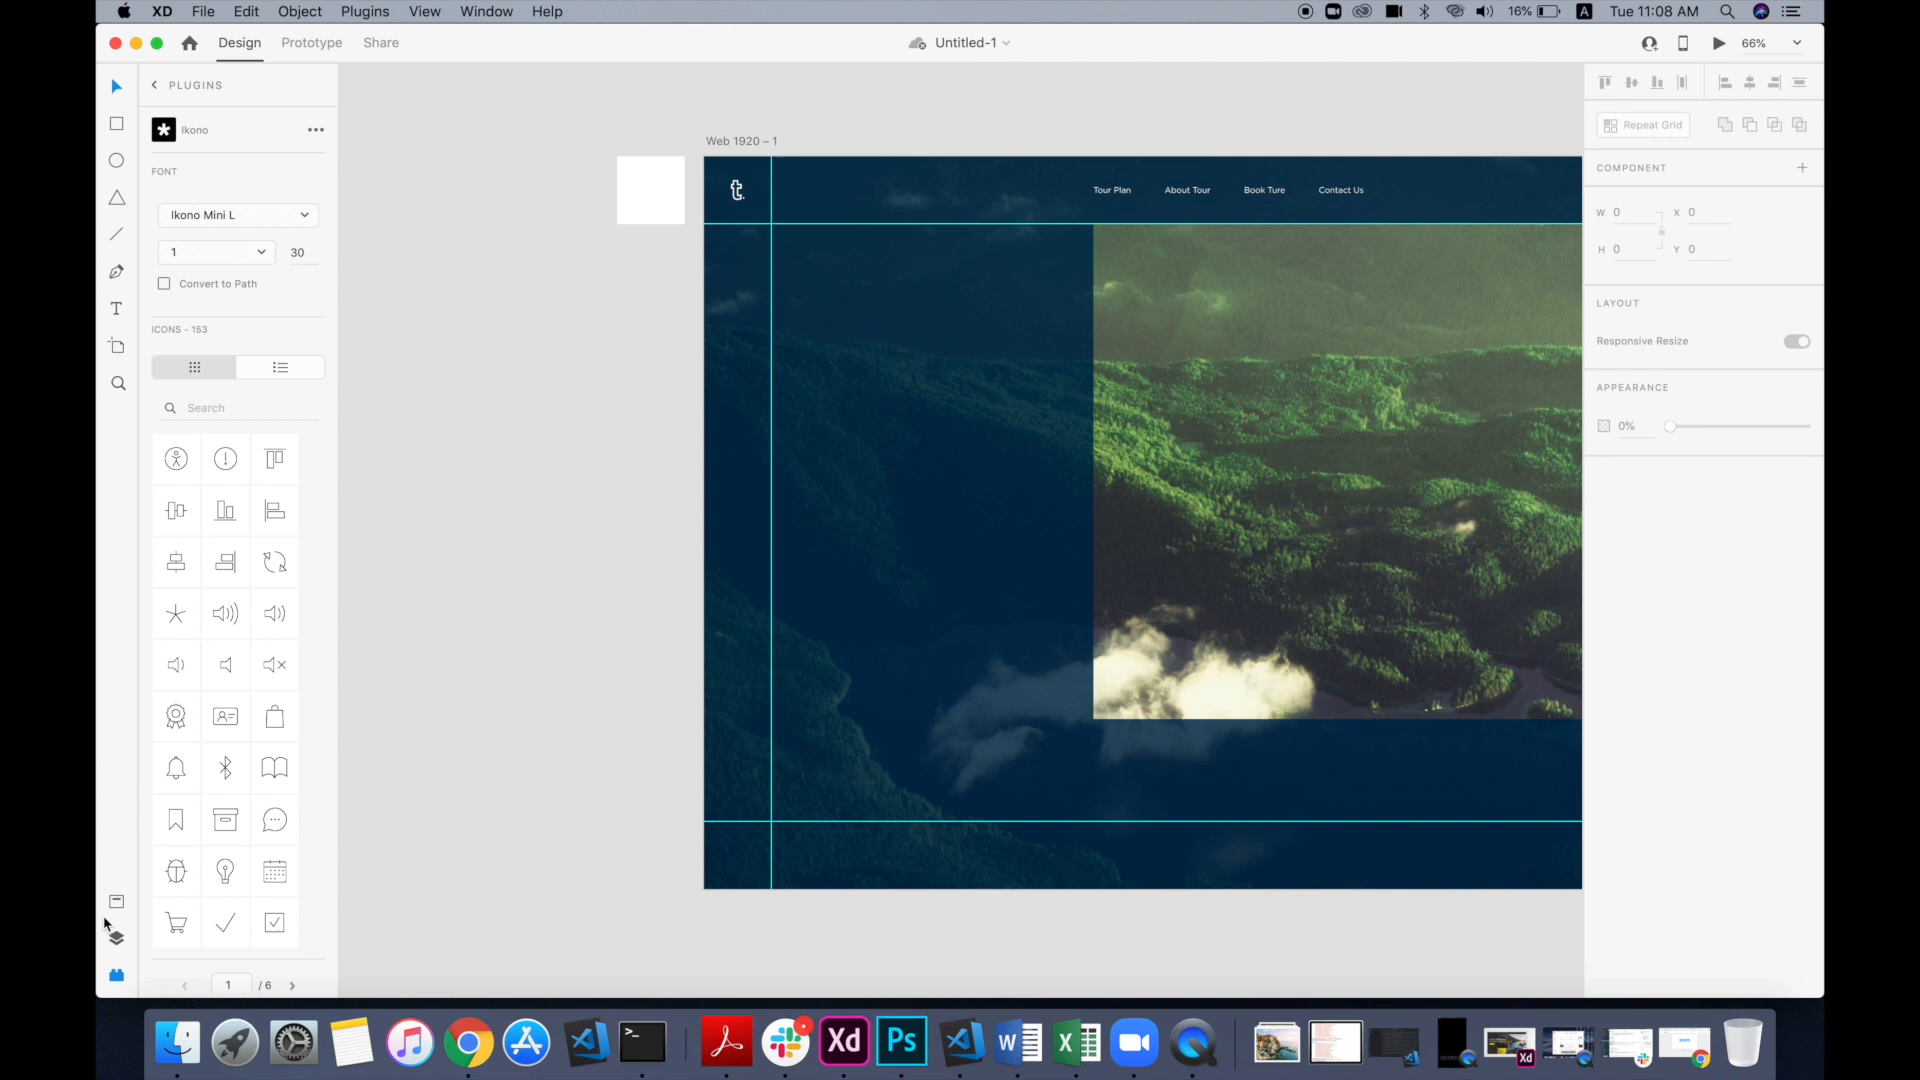 XD File Edit Object Plugins View Window Help
16% A Tue 11:08 AM
Design Prototype Share
Untitled-1
66%
PLUGINS
Ikono
FONT
Ikono Mini L
1 30
Convert to Path
ICONS - 153
Search
1 / 6
Web 1920 – 1
t.
Tour Plan About Tour Book Ture Contact Us
Repeat Grid
COMPONENT
W 0 X 0
H 0 Y 0
LAYOUT
Responsive Resize
APPEARANCE
0%
Xd Ps W X